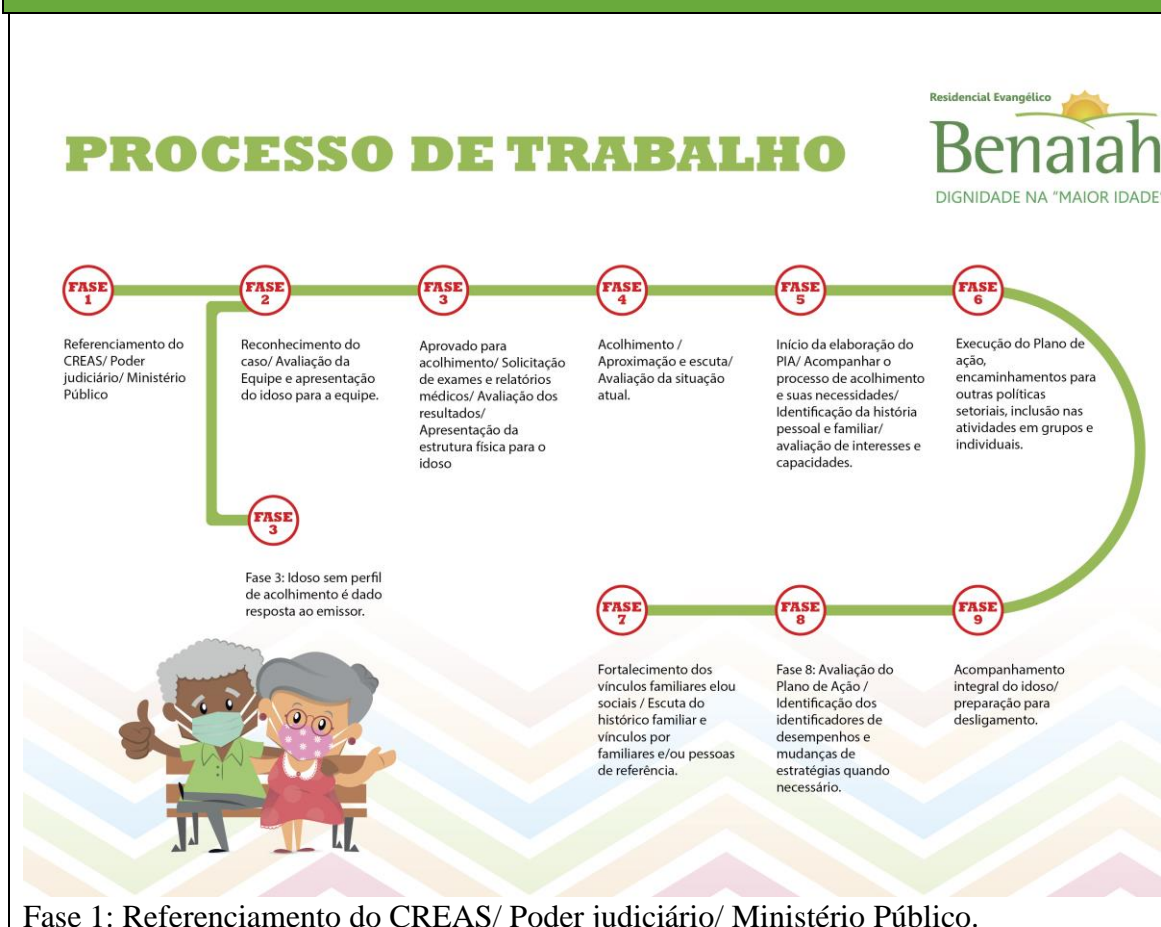 Residencial Evangélico
Benaiah
DIGNIDADE NA "MAIOR IDADE"
PROCESSO DE TRABALHO
FASE
1
Referenciamento do
CREAS/ Poder
judiciário/ Ministério
Público
FASE
2
Reconhecimento do
caso/ Avaliação da
Equipe e apresentação
do idoso para a equipe.
FASE
3
Aprovado para
acolhimento/ Solicitação
de exames e relatórios
médicos/ Avaliação dos
resultados/
Apresentação da
estrutura física para o
idoso
FASE
4
Acolhimento /
Aproximação e escuta/
Avaliação da situação
atual.
FASE
5
Início da elaboração do
PIA/ Acompanhar o
processo de acolhimento
e suas necessidades/
Identificação da história
pessoal e familiar/
avaliação de interesses e
capacidades.
FASE
6
Execução do Plano de
ação,
encaminhamentos para
outras políticas
setoriais, inclusão nas
atividades em grupos e
individuais.
FASE
3
Fase 3: Idoso sem perfil
de acolhimento é dado
resposta ao emissor.
FASE
7
Fortalecimento dos
vínculos familiares elou
sociais / Escuta do
histórico familiar e
vínculos por
familiares e/ou pessoas
de referência.
FASE
8
Fase 8: Avaliação do
Plano de Ação /
Identificação dos
identificadores de
desempenhos e
mudanças de
estratégias quando
necessário.
FASE
9
Acompanhamento
integral do idoso/
preparação para
desligamento.
Fase 1: Referenciamento do CREAS/ Poder judiciário/ Ministério Público.